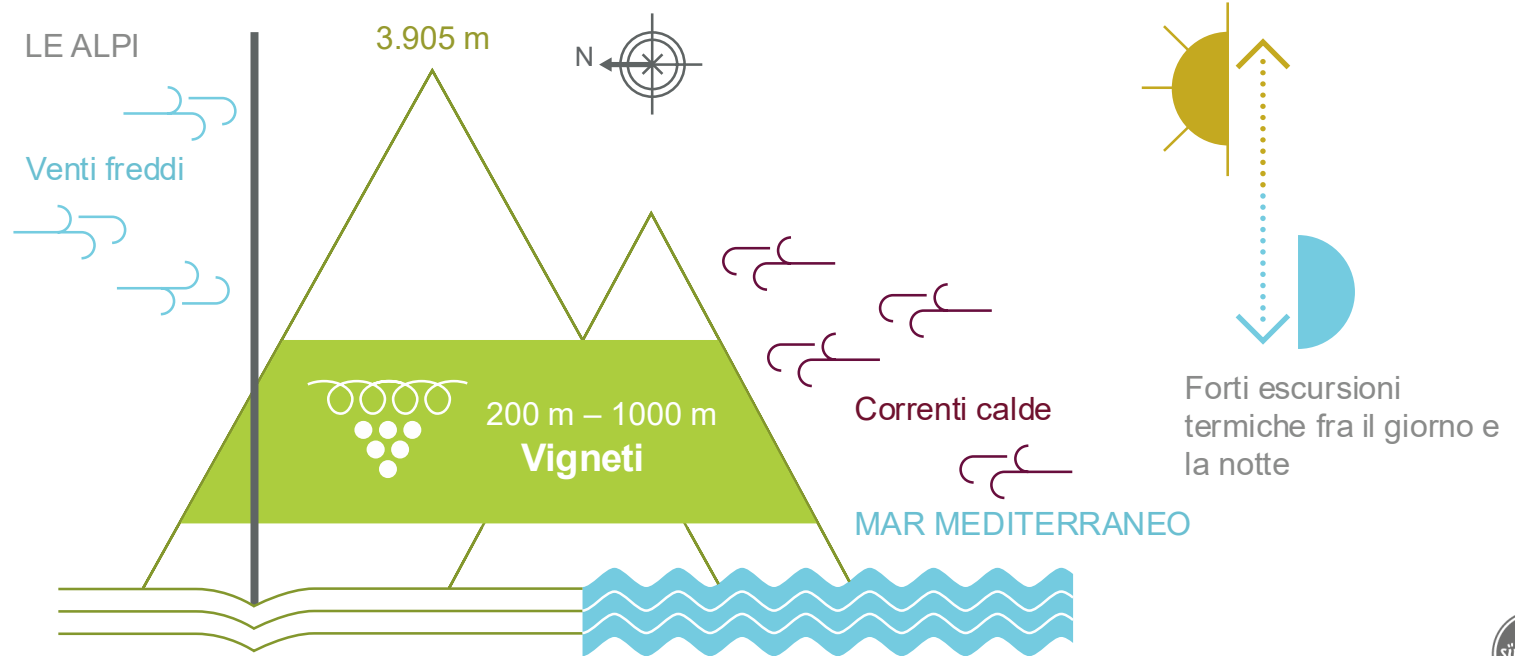 LE ALPI
3.905 m
N
Venti freddi
200 m – 1000 m
Vigneti
Correnti calde
MAR MEDITERRANEO
Forti escursioni
termiche fra il giorno e
la notte